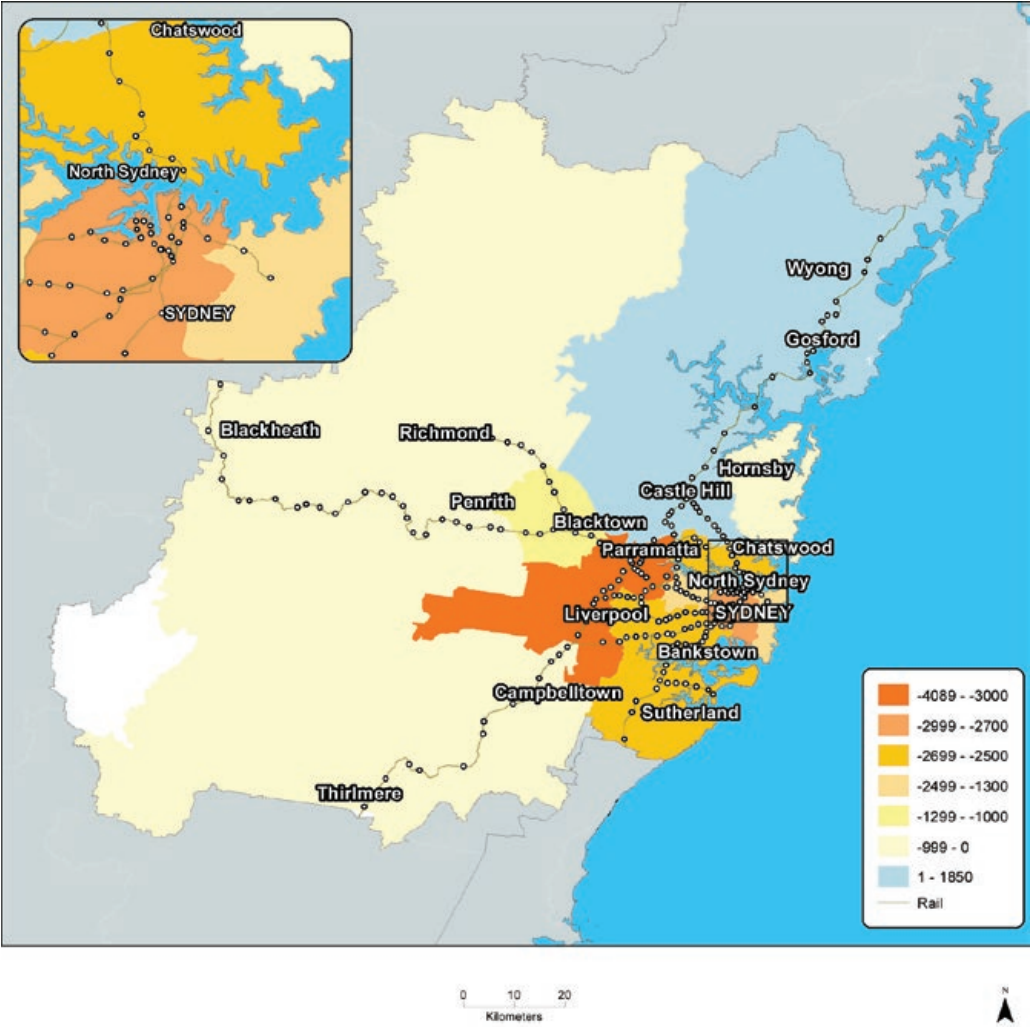 Chatswood
North Sydney
SYDNEY
Wyong
Gosford
Blackheath
Richmond
Hornsby
Castle Hill
Penrith
Blacktown
Parramatta
Chatswood
North Sydney
Liverpool
SYDNEY
Bankstown
Campbelltown
Sutherland
Thirlmere
-4089 - -3000
-2999 - -2700
-2699 - -2500
-2499 - -1300
-1299 - -1000
-999 - 0
1 - 1850
Rail
0 10 20
Kilometers
N